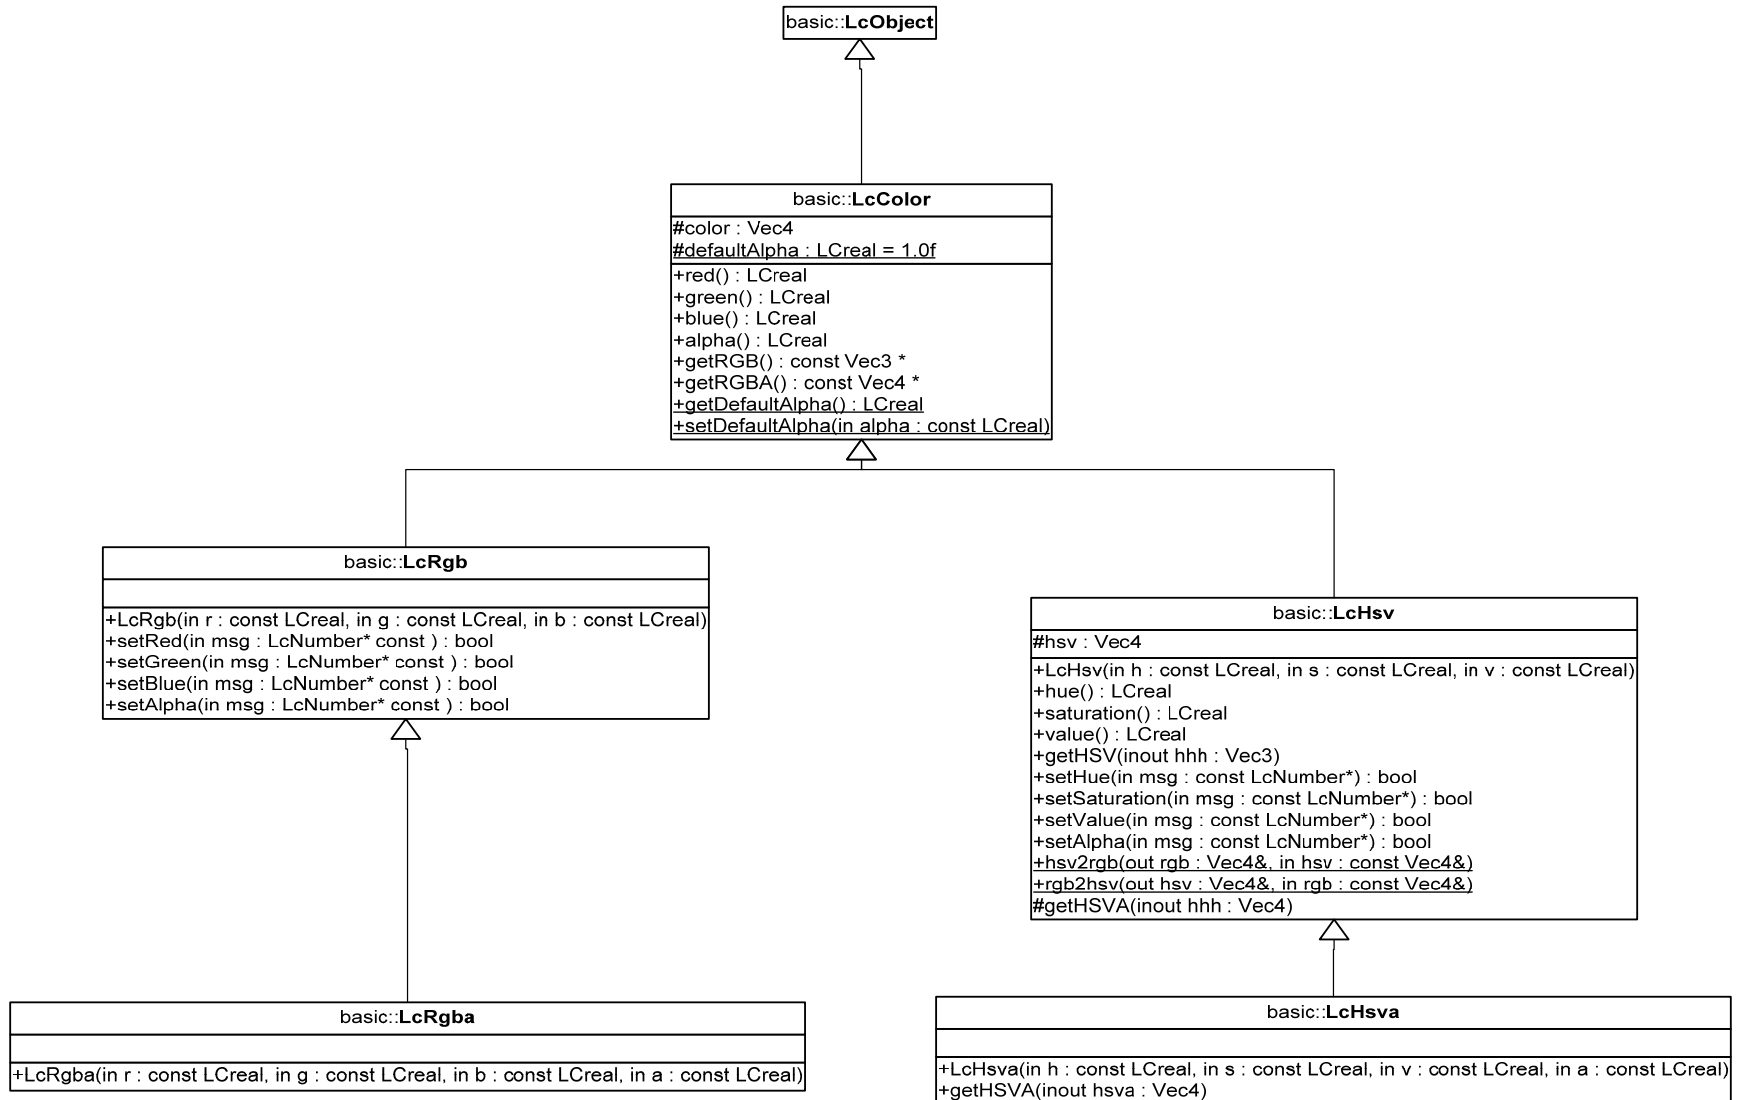 basic::LcObject
basic::LcColor
#color : Vec4
#defaultAlpha : LCreal = 1.0f
+red() : LCreal
+green() : LCreal
+blue() : LCreal
+alpha() : LCreal
+getRGB() : const Vec3 *
+getRGBA() : const Vec4 *
+getDefaultAlpha() : LCreal
+setDefaultAlpha(in alpha : const LCreal)
basic::LcRgb
+LcRgb(in r : const LCreal, in g : const LCreal, in b : const LCreal)
+setRed(in msg : LcNumber* const ) : bool
+setGreen(in msg : LcNumber* const ) : bool
+setBlue(in msg : LcNumber* const ) : bool
+setAlpha(in msg : LcNumber* const ) : bool
basic::LcHsv
#hsv : Vec4
+LcHsv(in h : const LCreal, in s : const LCreal, in v : const LCreal)
+hue() : LCreal
+saturation() : LCreal
+value() : LCreal
+getHSV(inout hhh : Vec3)
+setHue(in msg : const LcNumber*) : bool
+setSaturation(in msg : const LcNumber*) : bool
+setValue(in msg : const LcNumber*) : bool
+setAlpha(in msg : const LcNumber*) : bool
+hsv2rgb(out rgb : Vec4&, in hsv : const Vec4&)
+rgb2hsv(out hsv : Vec4&, in rgb : const Vec4&)
#getHSVA(inout hhh : Vec4)
basic::LcRgba
+LcRgba(in r : const LCreal, in g : const LCreal, in b : const LCreal, in a : const LCreal)
basic::LcHsva
+LcHsva(in h : const LCreal, in s : const LCreal, in v : const LCreal, in a : const LCreal)
+getHSVA(inout hsva : Vec4)